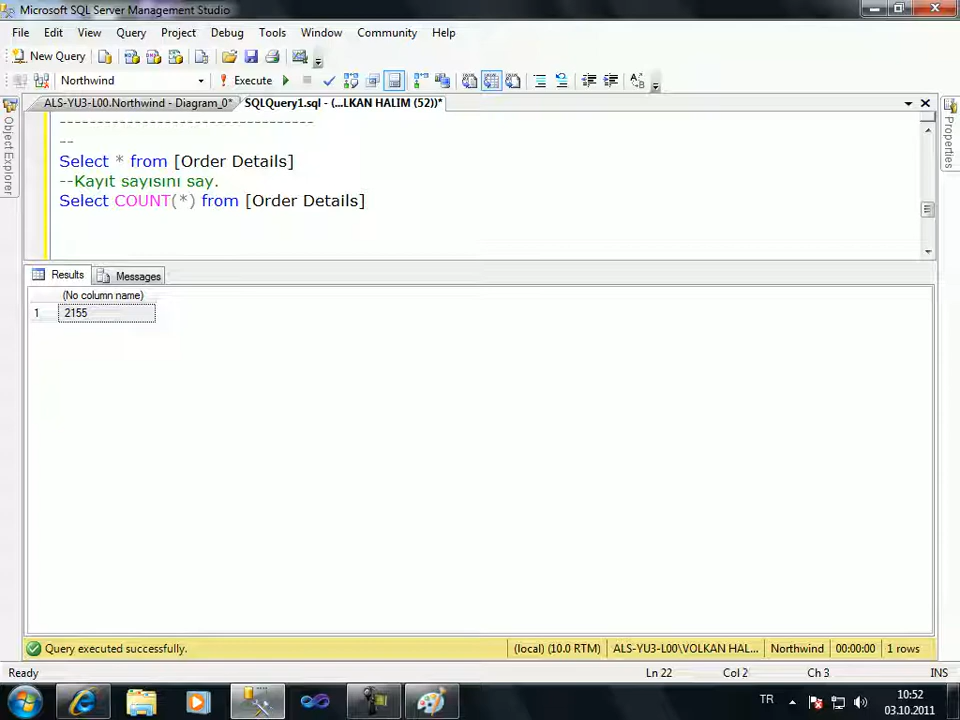 Microsoft SQL Server Management Studio
File Edit View Query Project Debug Tools Window Community Help
New Query
Northwind Execute
ALS-YU3-L00.Northwind - Diagram_0* SQLQuery1.sql - (...LKAN HALIM (52))*
Object Explorer
Properties
----------------------------------
--
Select * from [Order Details]
--Kayıt sayısını say.
Select COUNT(*) from [Order Details]
Results Messages
(No column name)
1 2155
Query executed successfully. (local) (10.0 RTM) ALS-YU3-L00\VOLKAN HAL... Northwind 00:00:00 1 rows
Ready Ln 22 Col 2 Ch 3 INS
TR 10:52
03.10.2011